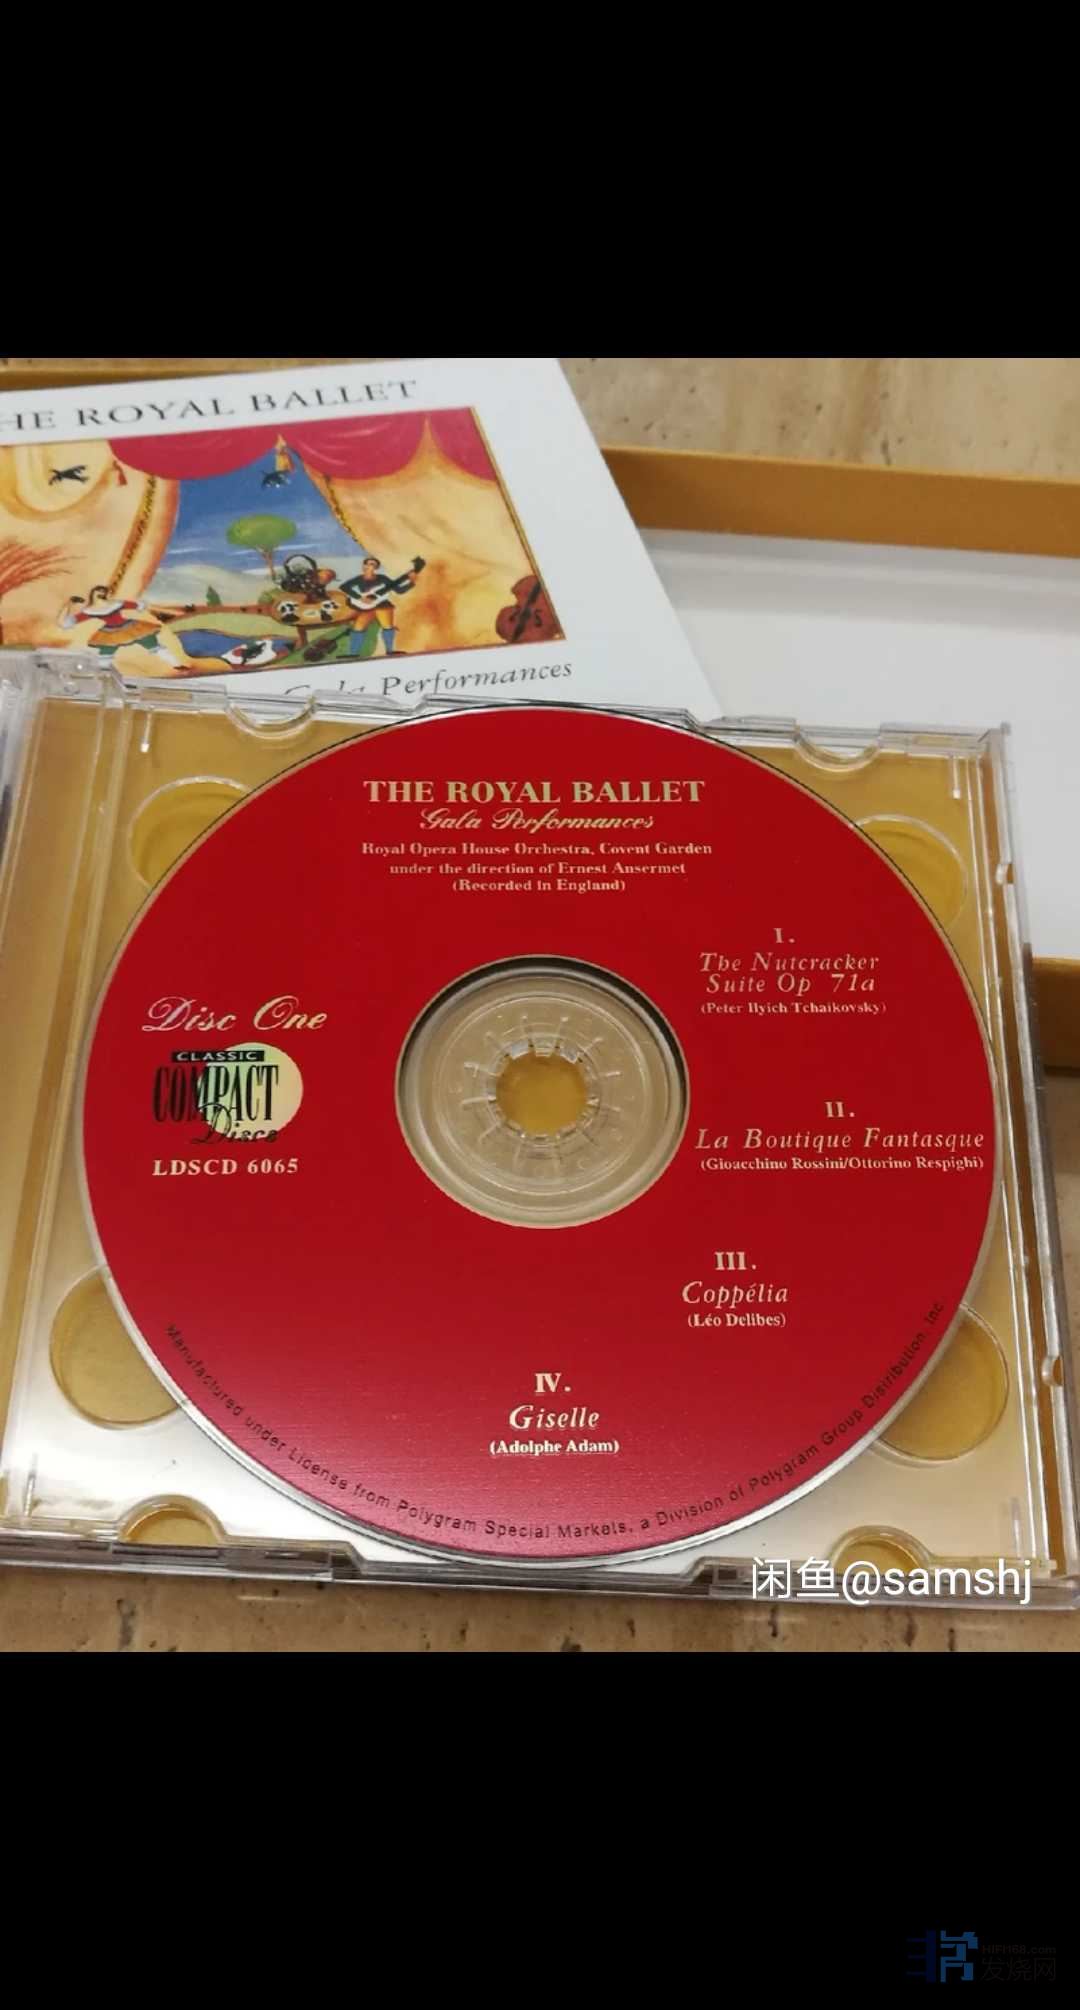 HE ROYAL BALLET
Gala Performances
THE ROYAL BALLET
Gala Performances
Royal Opera House Orchestra, Covent Garden
under the direction of Ernest Ansermet
(Recorded in England)
I.
The Nutcracker
Suite Op 71a
(Peter Ilyich Tchaikovsky)
Disc One
CLASSIC
COMPACT
Discs
LDSCD 6065
II.
La Boutique Fantasque
(Gioacchino Rossini/Ottorino Respighi)
III.
Coppélia
(Léo Delibes)
IV.
Giselle
(Adolphe Adam)
Manufactured under License from Polygram Special Markets, a Division of Polygram Group Distribution, Inc.
闲鱼@samshj
HIFI168.com
发烧网